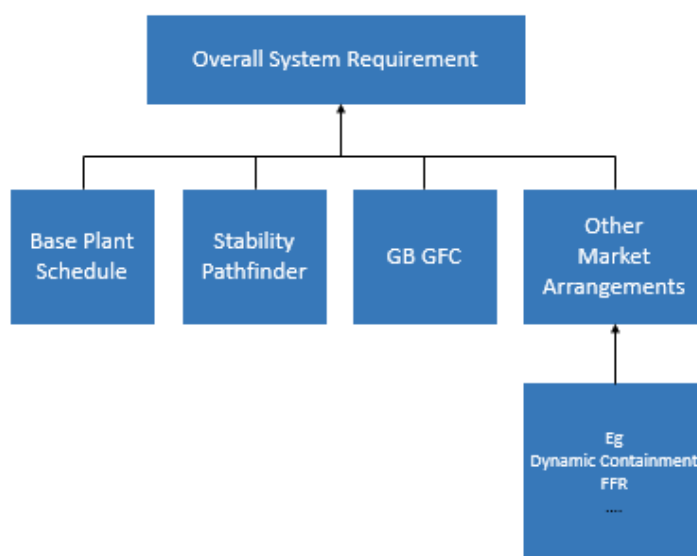 Overall System Requirement
Base Plant
Schedule
Stability
Pathfinder
GB GFC
Other
Market
Arrangements
Eg
Dynamic Containment
FFR
....